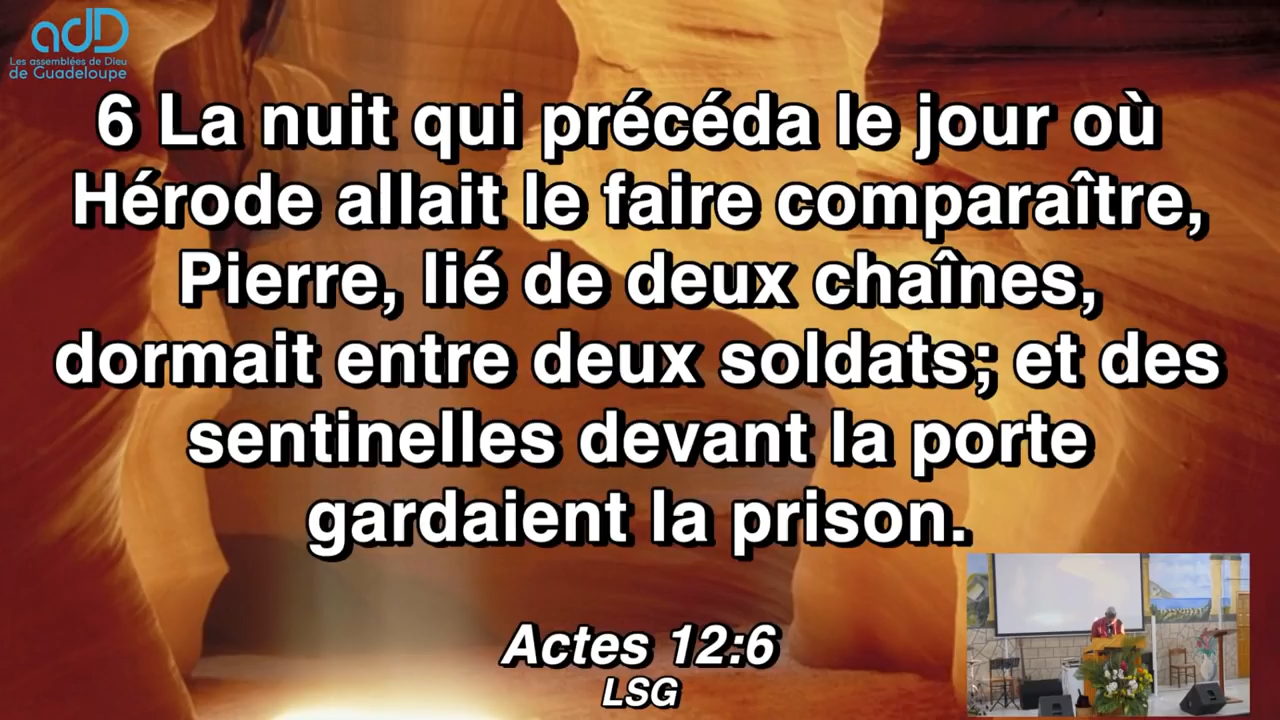 adD
Les assemblées de Dieu
de Guadeloupe
6 La nuit qui précéda le jour où
Hérode allait le faire comparaître,
Pierre, lié de deux chaînes,
dormait entre deux soldats; et des
sentinelles devant la porte
gardaient la prison.
Actes 12:6
LSG